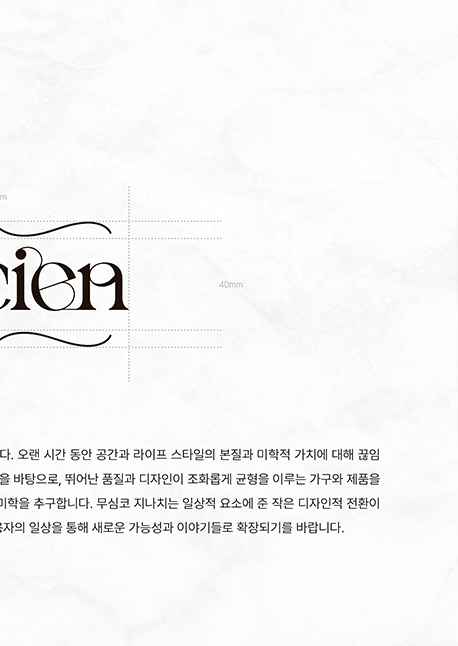 m
cien
40mm
다. 오랜 시간 동안 공간과 라이프 스타일의 본질과 미학적 가치에 대해 끊임
을 바탕으로, 뛰어난 품질과 디자인이 조화롭게 균형을 이루는 가구와 제품을
미학을 추구합니다. 무심코 지나치는 일상적 요소에 준 작은 디자인적 전환이
용자의 일상을 통해 새로운 가능성과 이야기들로 확장되기를 바랍니다.